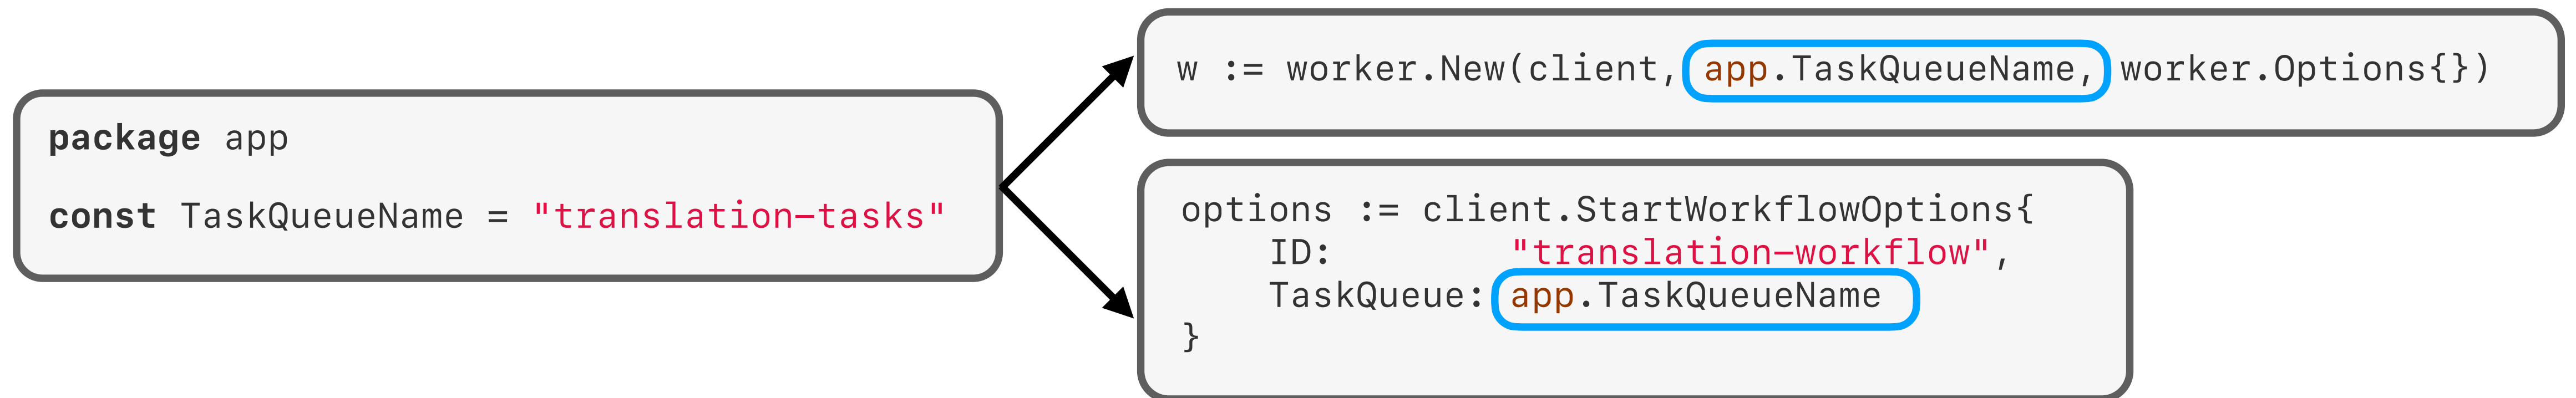 package app
const TaskQueueName = "translation-tasks"
w := worker.New(client, app.TaskQueueName, worker.Options{})
options := client.StartWorkflowOptions{
ID: "translation-workflow",
TaskQueue: app.TaskQueueName
}